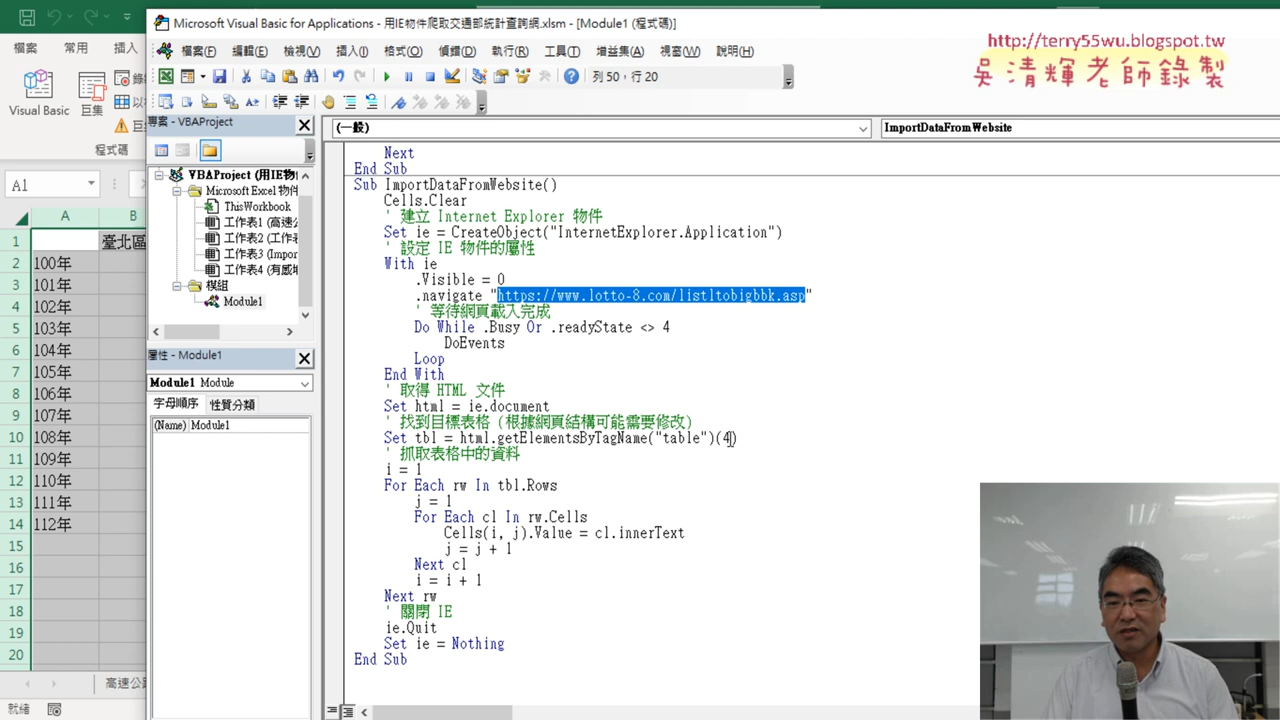 Microsoft Visual Basic for Applications - 用IE物件爬取交通部統計查詢網.xlsm - [Module1 (程式碼)]
http://terry55wu.blogspot.tw
吳清輝老師錄製
檔案 常用 插入
檔案(F) 編輯(E) 檢視(V) 插入(I) 格式(O) 偵錯(D) 執行(R) 工具(T) 增益集(A) 視窗(W) 說明(H)
列 50，行 20
Visual Basic 巨集
程式碼
專案 - VBAProject
(一般) ImportDataFromWebsite
VBAProject (用IE物
Microsoft Excel 物件
ThisWorkbook
工作表1 (高速公
工作表2 (工作
工作表3 (Impor
工作表4 (有感地
模組
Module1
屬性 - Module1
Module1 Module
字母順序 性質分類
(Name) Module1
Next
End Sub
Sub ImportDataFromWebsite()
Cells.Clear
' 建立 Internet Explorer 物件
Set ie = CreateObject("InternetExplorer.Application")
' 設定 IE 物件的屬性
With ie
.Visible = 0
.navigate "https://www.lotto-8.com/listltobigbbk.asp"
' 等待網頁載入完成
Do While .Busy Or .readyState <> 4
DoEvents
Loop
End With
' 取得 HTML 文件
Set html = ie.document
' 找到目標表格 (根據網頁結構可能需要修改)
Set tbl = html.getElementsByTagName("table")(4)
' 抓取表格中的資料
i = 1
For Each rw In tbl.Rows
j = 1
For Each cl In rw.Cells
Cells(i, j).Value = cl.innerText
j = j + 1
Next cl
i = i + 1
Next rw
' 關閉 IE
ie.Quit
Set ie = Nothing
End Sub
A1
A B
1 臺北區
2 100年
3 101年
4 102年
5 103年
6 104年
7 105年
8 106年
9 107年
10 108年
11 109年
12 110年
13 111年
14 112年
15
16
17
18
19
20
高速公路
就緒